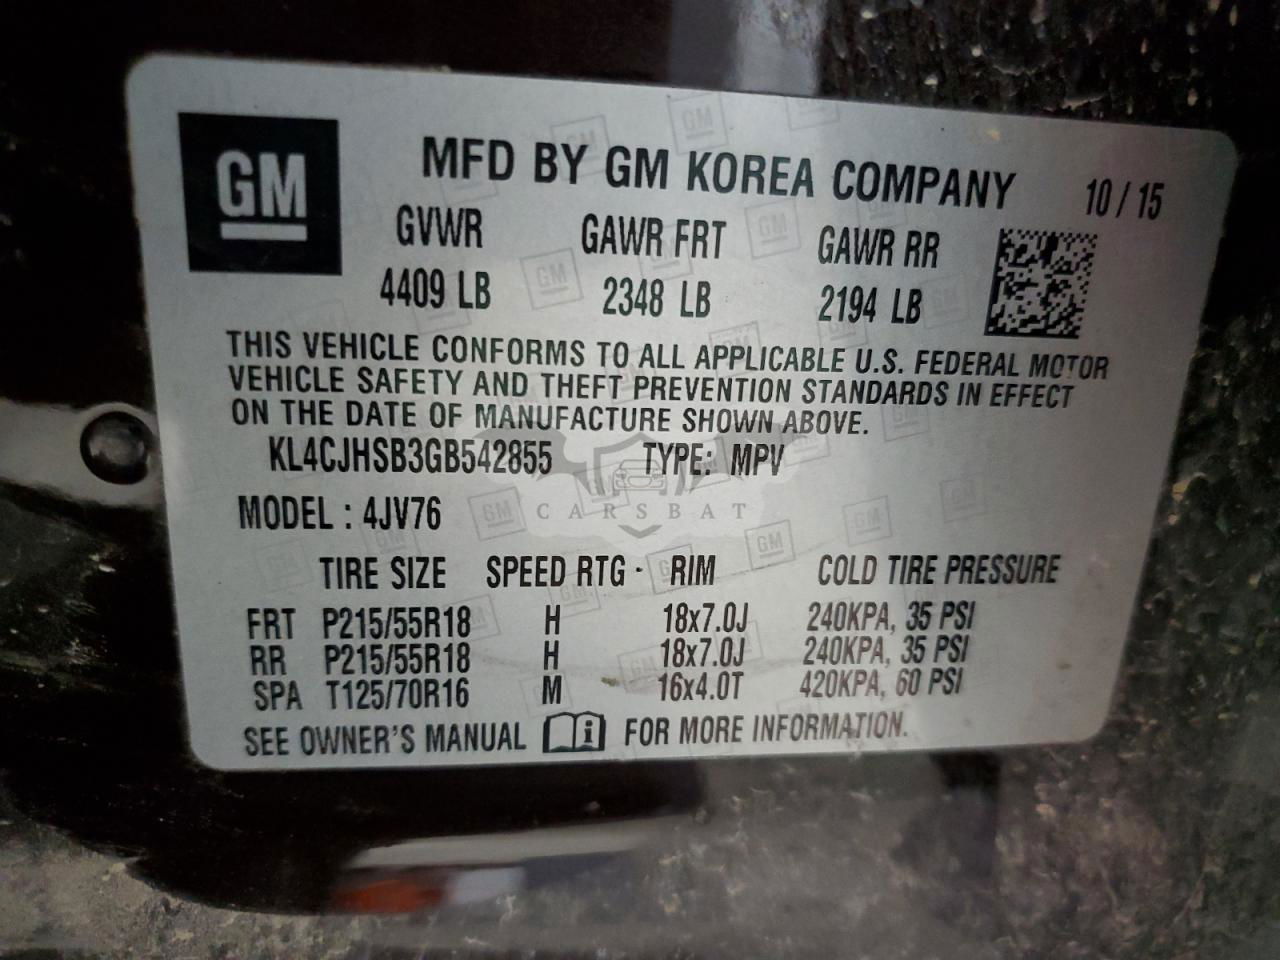 GM
MFD BY GM KOREA COMPANY 10 / 15
GVWR GAWR FRT GAWR RR
4409 LB 2348 LB 2194 LB
THIS VEHICLE CONFORMS TO ALL APPLICABLE U.S. FEDERAL MOTOR
VEHICLE SAFETY AND THEFT PREVENTION STANDARDS IN EFFECT
ON THE DATE OF MANUFACTURE SHOWN ABOVE.
KL4CJHSB3GB542855 TYPE: MPV
MODEL : 4JV76
CARSBAT
TIRE SIZE SPEED RTG · RIM COLD TIRE PRESSURE
FRT P215/55R18 H 18x7.0J 240KPA, 35 PSI
RR P215/55R18 H 18x7.0J 240KPA, 35 PSI
SPA T125/70R16 M 16x4.0T 420KPA, 60 PSI
SEE OWNER'S MANUAL i FOR MORE INFORMATION.